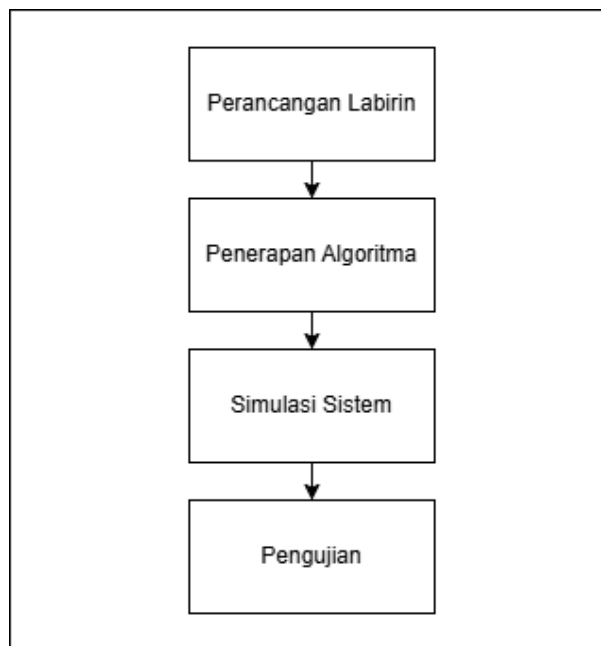 Perancangan Labirin
Penerapan Algoritma
Simulasi Sistem
Pengujian